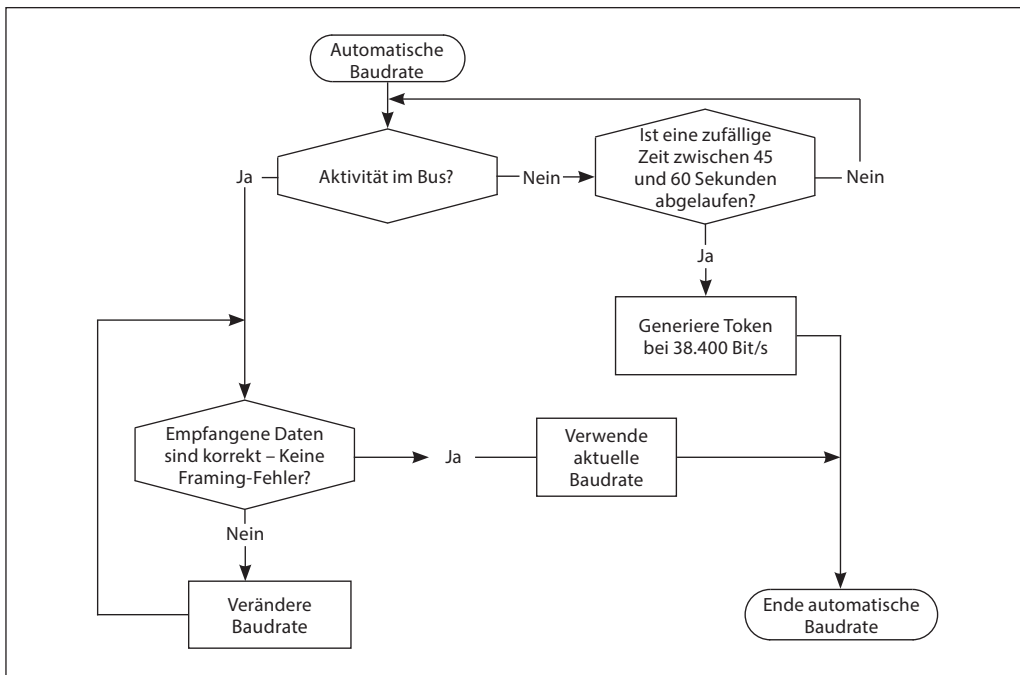 Automatische
Baudrate
Aktivität im Bus?
Ja
Nein
Ist eine zufällige
Zeit zwischen 45
und 60 Sekunden
abgelaufen?
Nein
Ja
Generiere Token
bei 38.400 Bit/s
Empfangene Daten
sind korrekt – Keine
Framing-Fehler?
Ja
Verwende
aktuelle
Baudrate
Nein
Verändere
Baudrate
Ende automatische
Baudrate